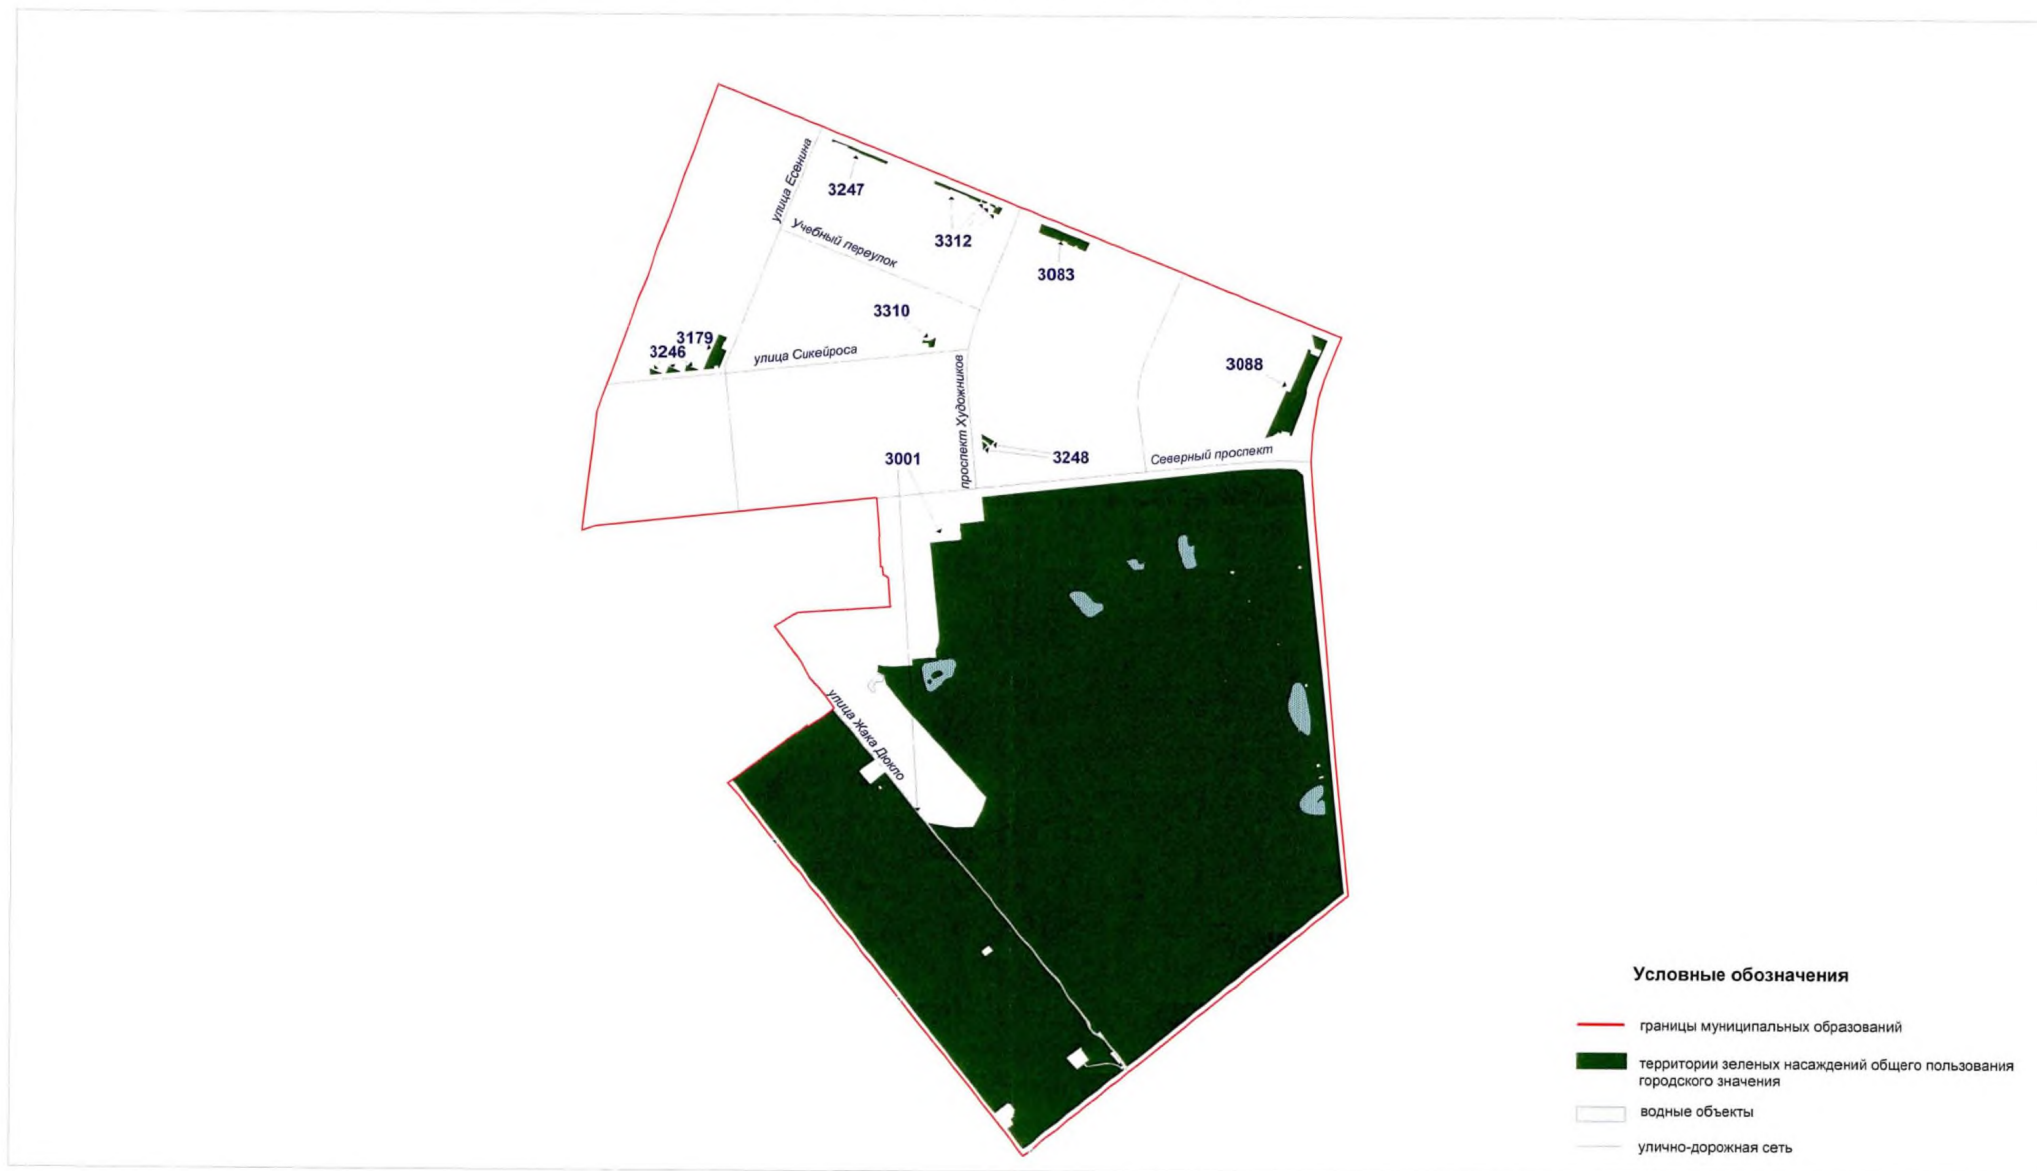 улица Есенина
3247
3312
Учебный переулок
3083
3310
3179
3246
улица Сикейроса
проспект Художников
3088
3001
3248
Северный проспект
улица Жака Дюкло
Условные обозначения
границы муниципальных образований
территории зеленых насаждений общего пользования
городского значения
водные объекты
улично-дорожная сеть